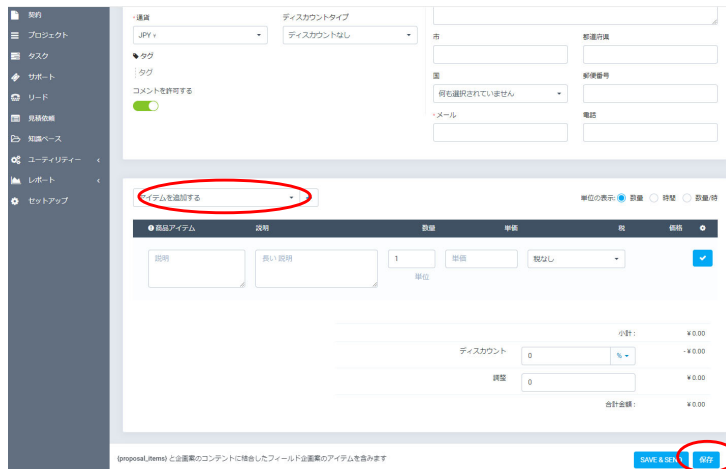 契約
プロジェクト
タスク
サポート
リード
見積依頼
知識ベース
ユーティリティー
レポート
セットアップ
*通貨
ディスカウントタイプ
JPY ¥
ディスカウントなし
タグ
タグ
コメントを許可する
市
都道府県
国
郵便番号
何も選択されていません
*メール
電話
アイテムを追加する
単位の表示: 数量 時間 数量/時
商品アイテム 説明 数量 単価 税 価格
説明 長い説明 1 単価 税なし
単位
小計 : ¥0.00
ディスカウント 0 % -¥0.00
調整 0 ¥0.00
合計金額 : ¥0.00
{proposal_items} と企画案のコンテントに結合したフィールド企画案のアイテムを含みます
SAVE & SEND 保存